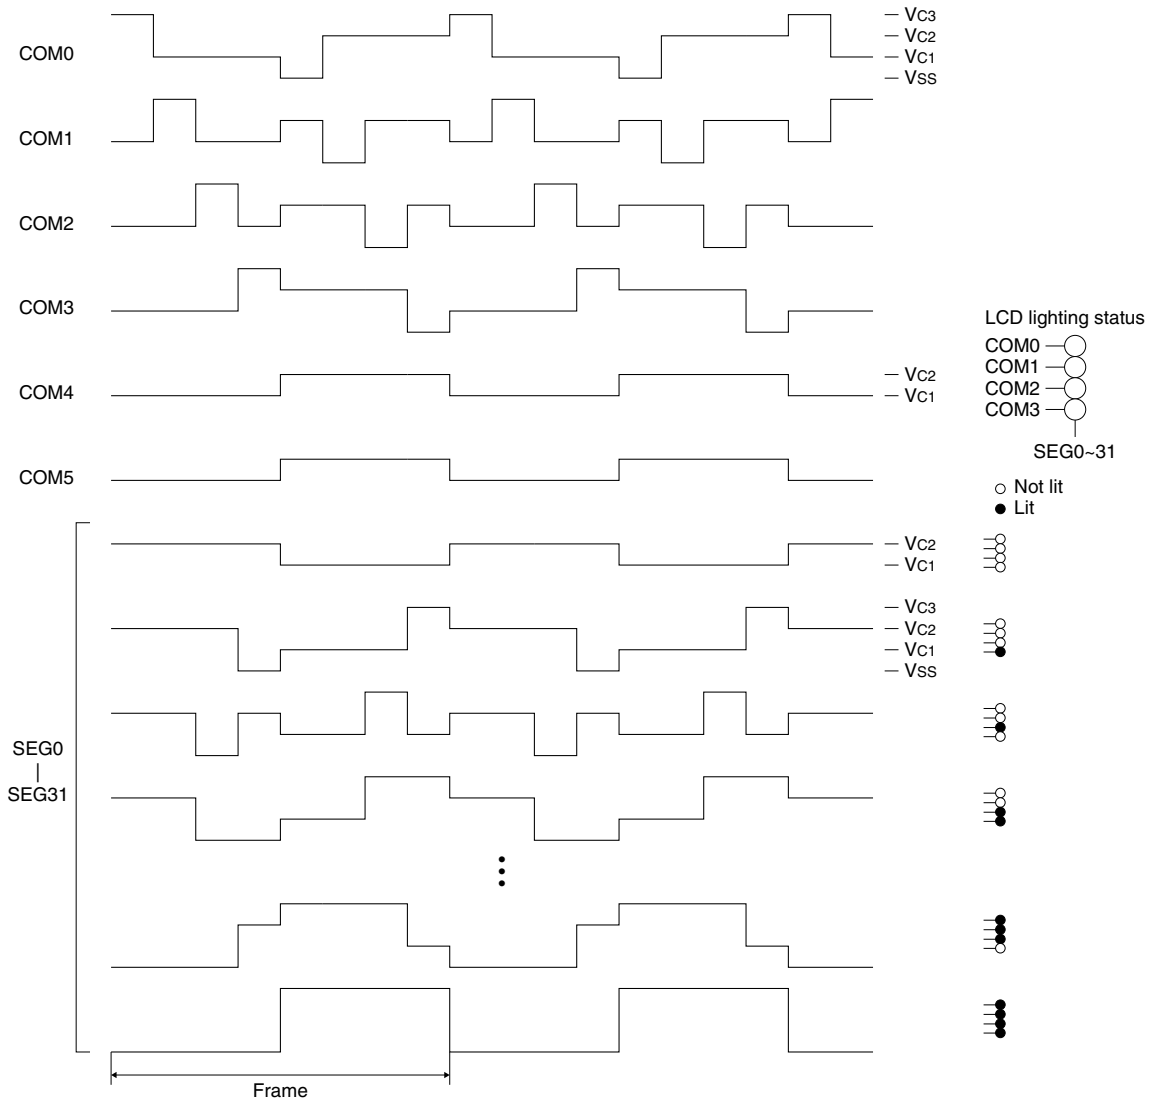 VC3
VC2
COM0
VC1
VSS
COM1
COM2
COM3
LCD lighting status
COM0
COM1
COM2
COM3
SEG0~31
COM4
VC2
VC1
COM5
Not lit
Lit
VC2
VC1
VC3
VC2
VC1
VSS
SEG0
SEG31
Frame